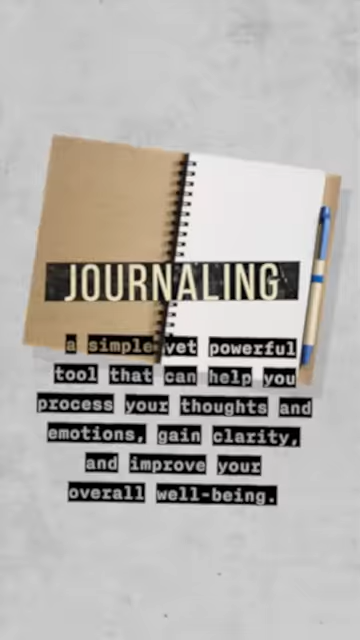 JOURNALING
a simple yet powerful
tool that can help you
process your thoughts and
emotions, gain clarity,
and improve your
overall well-being.